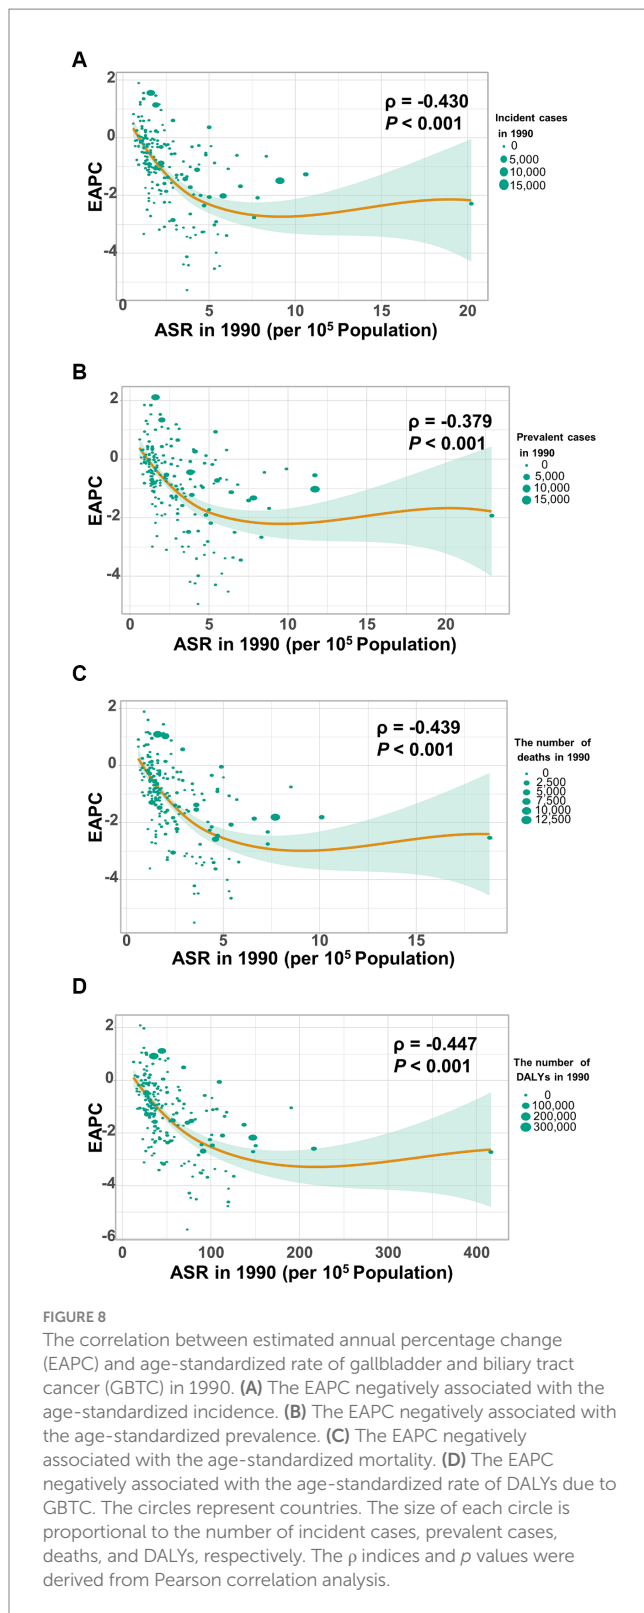 A
2
0
-2
-4
EAPC
ρ = -0.430
P < 0.001
Incident cases
in 1990
0
5,000
10,000
15,000
0
5
10
15
20
ASR in 1990 (per 10⁵ Population)
B
2
0
-2
-4
EAPC
ρ = -0.379
P < 0.001
Prevalent cases
in 1990
0
5,000
10,000
15,000
0
5
10
15
20
ASR in 1990 (per 10⁵ Population)
C
2
0
-2
-4
EAPC
ρ = -0.439
P < 0.001
The number of
deaths in 1990
0
2,500
5,000
7,500
10,000
12,500
0
5
10
15
ASR in 1990 (per 10⁵ Population)
D
2
0
-2
-4
-6
EAPC
ρ = -0.447
P < 0.001
The number of
DALYs in 1990
0
100,000
200,000
300,000
0
100
200
300
400
ASR in 1990 (per 10⁵ Population)
FIGURE 8
The correlation between estimated annual percentage change
(EAPC) and age-standardized rate of gallbladder and biliary tract
cancer (GBTC) in 1990. (A) The EAPC negatively associated with the
age-standardized incidence. (B) The EAPC negatively associated with
the age-standardized prevalence. (C) The EAPC negatively
associated with the age-standardized mortality. (D) The EAPC
negatively associated with the age-standardized rate of DALYs due to
GBTC. The circles represent countries. The size of each circle is
proportional to the number of incident cases, prevalent cases,
deaths, and DALYs, respectively. The ρ indices and p values were
derived from Pearson correlation analysis.